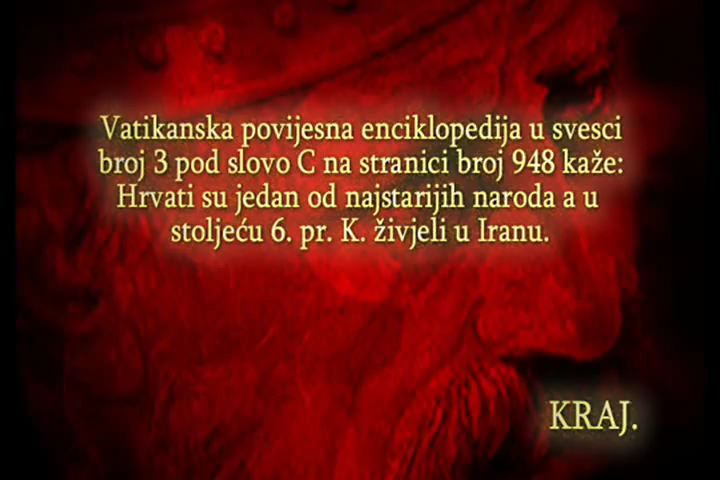 Vatikanska povijesna enciklopedija u svesci
broj 3 pod slovo C na stranici broj 948 kaže:
Hrvati su jedan od najstarijih naroda a u
stoljeću 6. pr. K. živjeli u Iranu.
KRAJ.